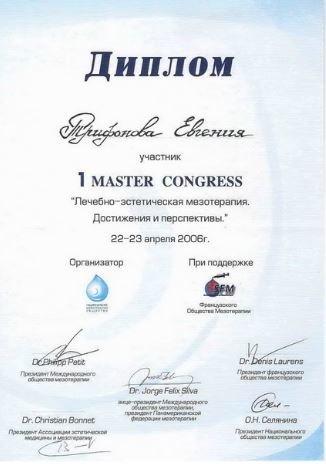 Диплом
Трифонова Евгения
участник
1 MASTER CONGRESS
"Лечебно-эстетическая мезотерапия.
Достижения и перспективы."
22-23 апреля 2006г.
Организатор
При поддержке
SFM
Французского
Общества Мезотерапии
Dr. Philipp Patit
Президент Международного
общества мезотерапии
Dr. Denis Laurens
Президент французского
общества мезотерапии
Dr. Jorge Felix Silva
вице-президент Международного
общества мезотерапии,
президент Панамериканской
федерации мезотерапии
Dr. Christian Bonnet
Президент Ассоциации эстетической
медицины и мезотерапии
О.Н. Селянина
Президент Национального
общества мезотерапии